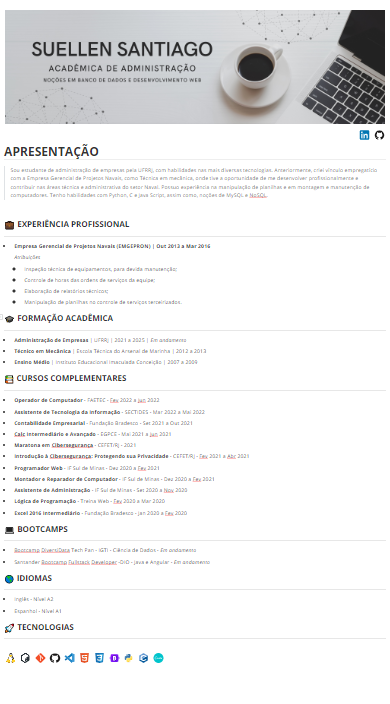 SUELLEN SANTIAGO
ACADÊMICA DE ADMINISTRAÇÃO
NOÇÕES EM BANCO DE DADOS E DESENVOLVIMENTO WEB
APRESENTAÇÃO
Sou estudante de administração de empresas pela UFRRJ, com habilidades nas mais diversas tecnologias. Anteriormente, criei vínculo empregatício
com a Empresa Gerencial de Projetos Navais, como Técnica em mecânica, onde tive a oportunidade de me desenvolver profissionalmente e
contribuir nas áreas técnica e administrativa do setor Naval. Possuo experiência na manipulação de planilhas e em montagem e manutenção de
computadores. Tenho habilidades com Python, C e Java Script, assim como, noções de MySQL e NoSQL.
EXPERIÊNCIA PROFISSIONAL
Empresa Gerencial de Projetos Navais (EMGEPRON) | Out 2013 a Mar 2016
Atribuições
Inspeção técnica de equipamentos, para devida manutenção;
Controle de horas das ordens de serviços da equipe;
Elaboração de relatórios técnicos;
Manipulação de planilhas no controle de serviços terceirizados.
FORMAÇÃO ACADÊMICA
Administração de Empresas | UFRRJ | 2021 a 2025 | Em andamento
Técnico em Mecânica | Escola Técnica do Arsenal de Marinha | 2012 a 2013
Ensino Médio | Instituto Educacional Imaculada Conceição | 2007 a 2009
CURSOS COMPLEMENTARES
Operador de Computador - FAETEC - Fev 2022 a Jun 2022
Assistente de Tecnologia da Informação - SECTIDES - Mar 2022 a Mai 2022
Contabilidade Empresarial - Fundação Bradesco - Set 2021 a Out 2021
Calc Intermediário e Avançado - EGPCE - Mai 2021 a Jun 2021
Maratona em Cibersegurança - CEFET/RJ - 2021
Introdução à Cibersegurança: Protegendo sua Privacidade - CEFET/RJ - Fev 2021 a Abr 2021
Programador Web - IF Sul de Minas - Dez 2020 a Fev 2021
Montador e Reparador de Computador - IF Sul de Minas - Dez 2020 a Fev 2021
Assistente de Administração - IF Sul de Minas - Set 2020 a Nov 2020
Lógica de Programação - Treina Web - Fev 2020 a Mar 2020
Excel 2016 Intermediário - Fundação Bradesco - Jan 2020 a Fev 2020
BOOTCAMPS
Bootcamp DiversiData Tech Pan - IGTI - Ciência de Dados - Em andamento
Santander Bootcamp Fullstack Developer -DIO - Java e Angular - Em andamento
IDIOMAS
Inglês - Nível A2
Espanhol - Nível A1
TECNOLOGIAS